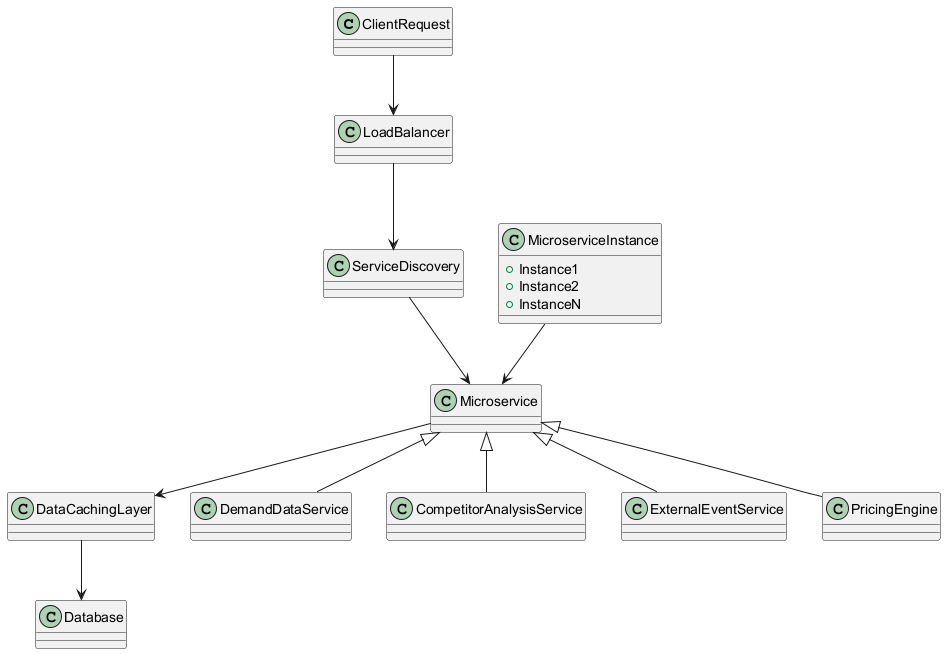 C ClientRequest
C LoadBalancer
C ServiceDiscovery
C MicroserviceInstance
Instance1
Instance2
InstanceN
C Microservice
C DataCachingLayer
C DemandDataService
C CompetitorAnalysisService
C ExternalEventService
C PricingEngine
C Database